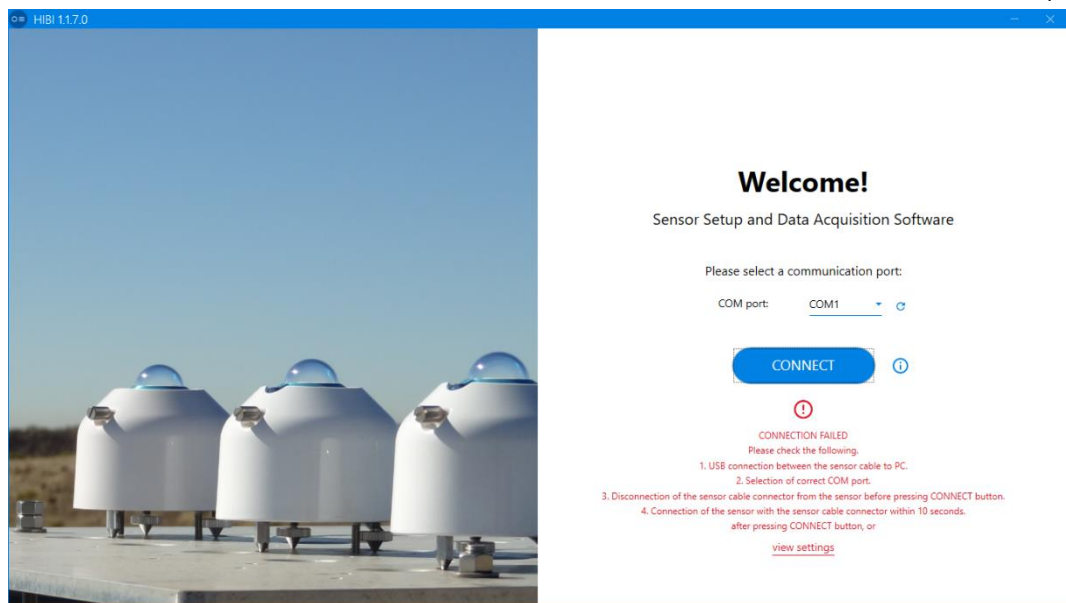 HIBI 1.1.7.0
Welcome!
Sensor Setup and Data Acquisition Software
Please select a communication port:
COM port: COM1
CONNECT
CONNECTION FAILED
Please check the following.
1. USB connection between the sensor cable to PC.
2. Selection of correct COM port.
3. Disconnection of the sensor cable connector from the sensor before pressing CONNECT button.
4. Connection of the sensor with the sensor cable connector within 10 seconds.
after pressing CONNECT button, or
view settings